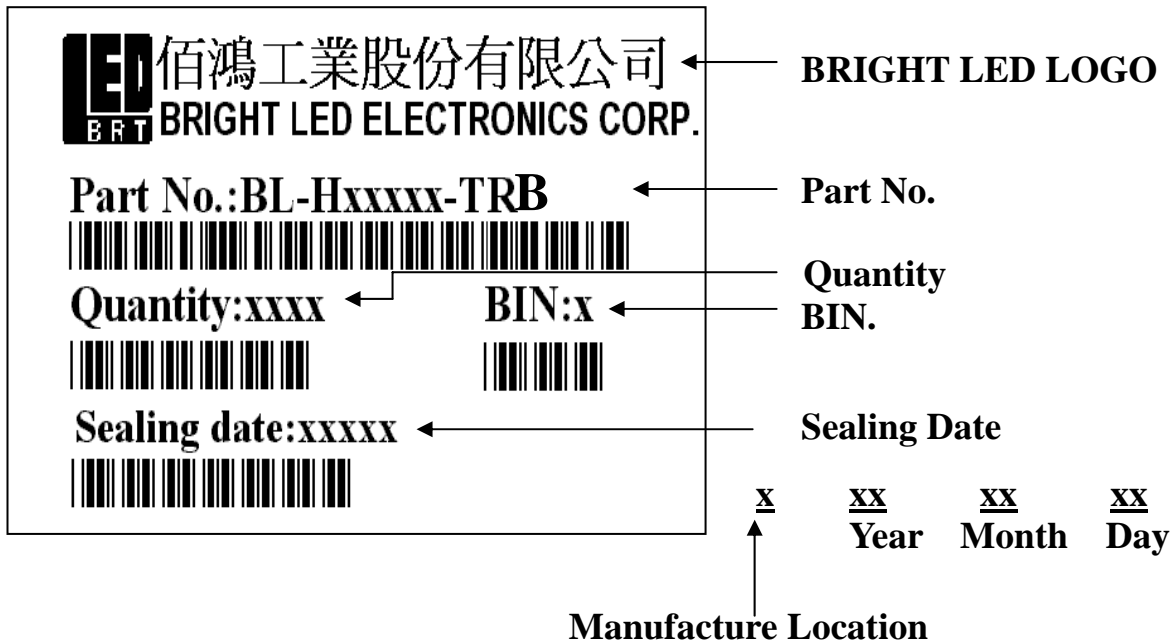 LED
佰鴻工業股份有限公司
BRT BRIGHT LED ELECTRONICS CORP.
BRIGHT LED LOGO
Part No.:BL-Hxxxxx-TRB
Part No.
Quantity:xxxx
BIN:x
Quantity
BIN.
Sealing date:xxxxx
Sealing Date
x xx xx xx
Year Month Day
Manufacture Location